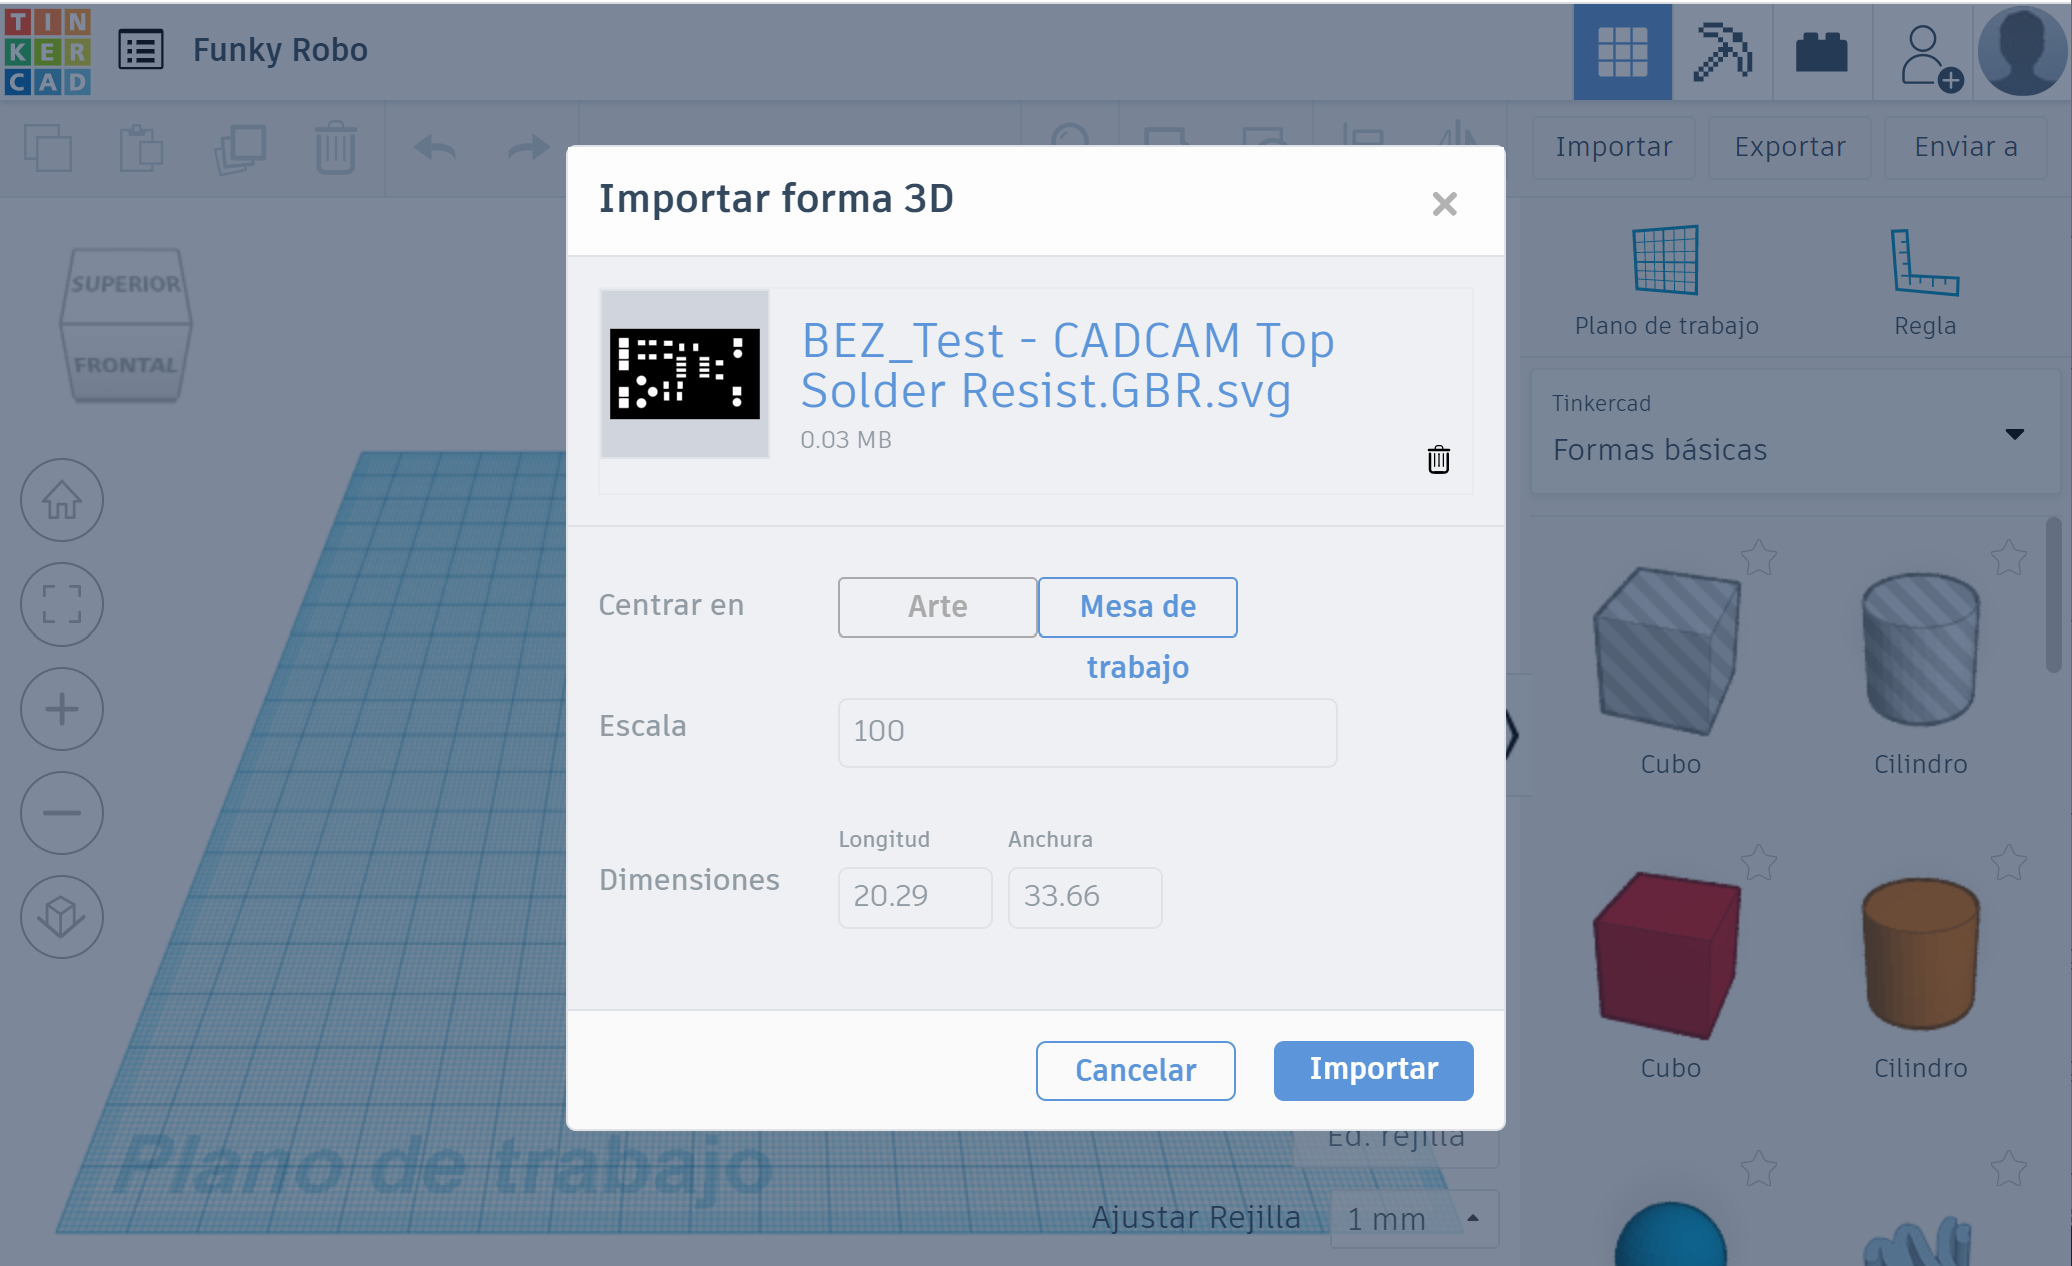 TIN
KER
CAD
Funky Robo
Importar
Exportar
Enviar a
SUPERIOR
FRONTAL
Importar forma 3D
BEZ_Test - CADCAM Top
Solder Resist.GBR.svg
0.03 MB
Centrar en
Arte
Mesa de
trabajo
Escala
100
Longitud
Anchura
Dimensiones
20.29
33.66
Cancelar
Importar
Plano de trabajo
Regla
Tinkercad
Formas básicas
Cubo
Cilindro
Cubo
Cilindro
Plano de trabajo
Ed. rejilla
Ajustar Rejilla
1 mm